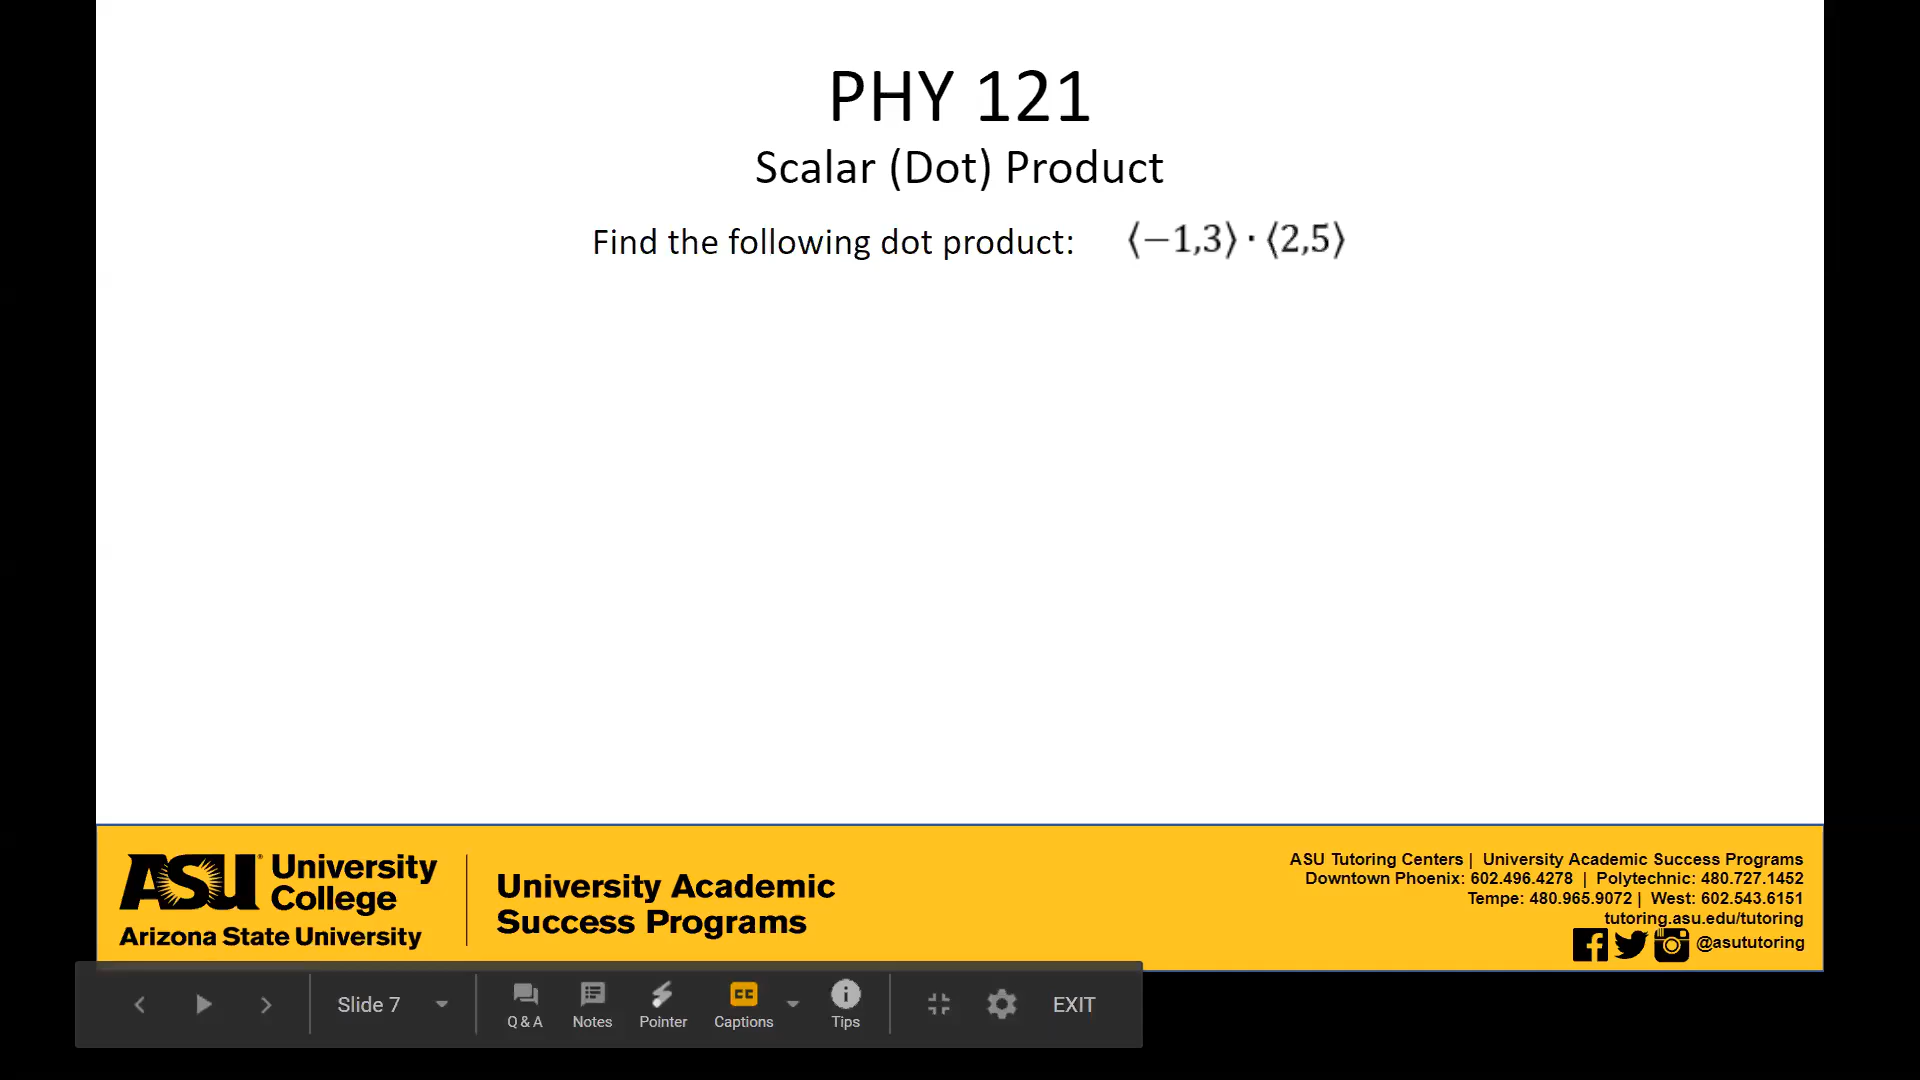 PHY 121
Scalar (Dot) Product
Find the following dot product: ⟨−1,3⟩ · ⟨2,5⟩
ASU University
College
Arizona State University
University Academic
Success Programs
ASU Tutoring Centers | University Academic Success Programs
Downtown Phoenix: 602.496.4278 | Polytechnic: 480.727.1452
Tempe: 480.965.9072 | West: 602.543.6151
tutoring.asu.edu/tutoring
@asututoring
Slide 7
Q & A
Notes
Pointer
CC
Captions
Tips
EXIT